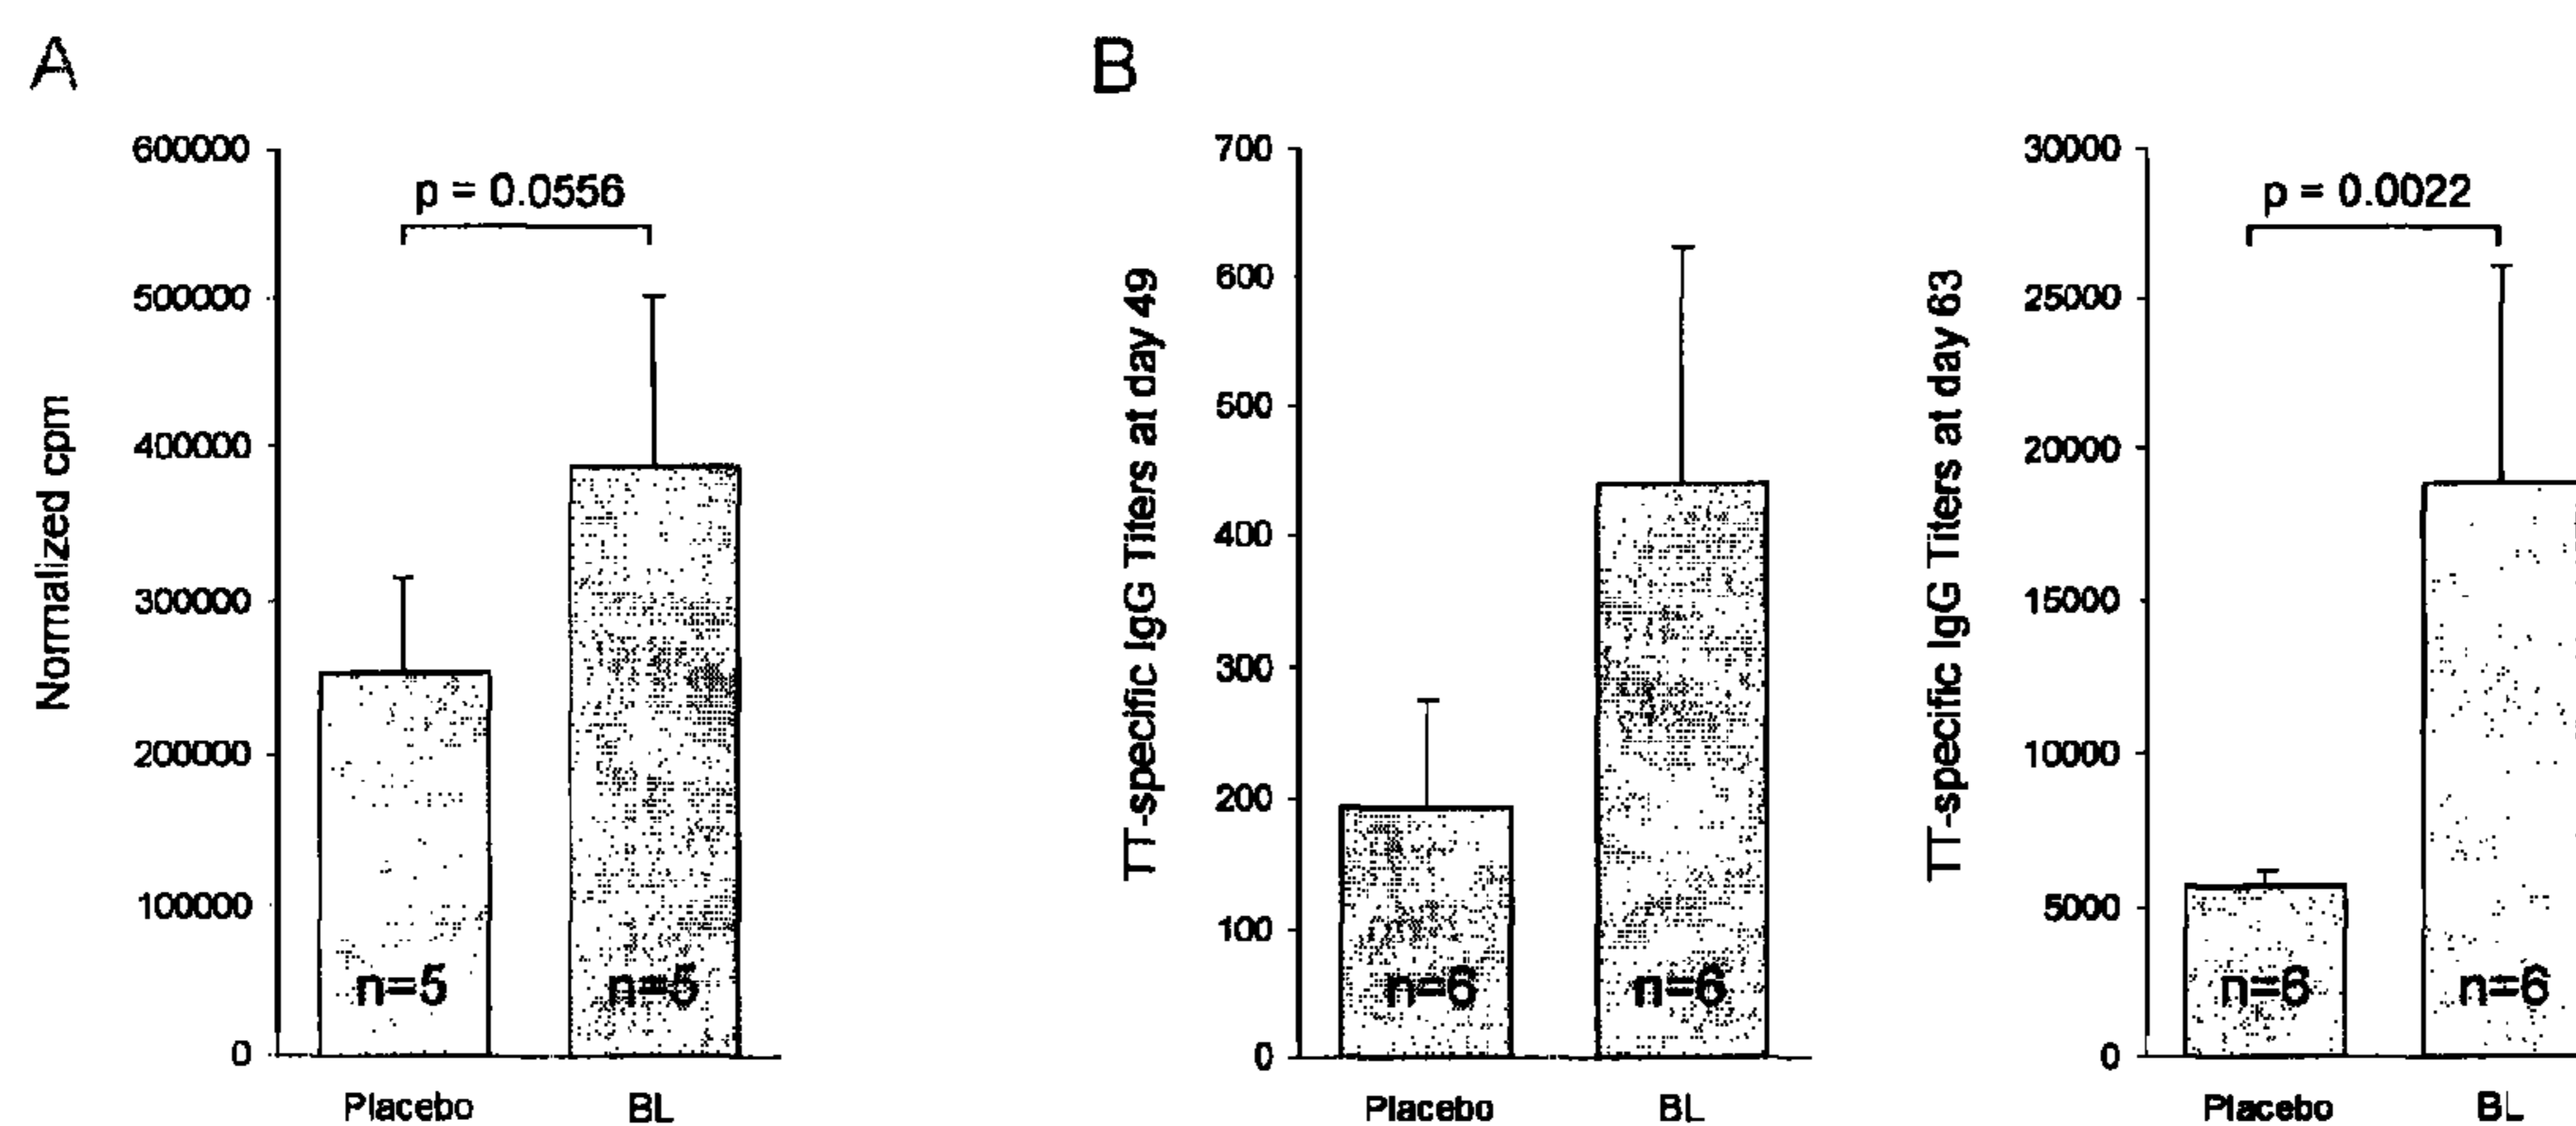 A
Normalized cpm
600000
500000
400000
300000
200000
100000
0
p = 0.0556
n=5
n=5
Placebo
BL
B
TT-specific IgG Titers at day 49
700
600
500
400
300
200
100
0
n=6
n=6
Placebo
BL
TT-specific IgG Titers at day 63
30000
25000
20000
15000
10000
5000
0
p = 0.0022
n=6
n=6
Placebo
BL